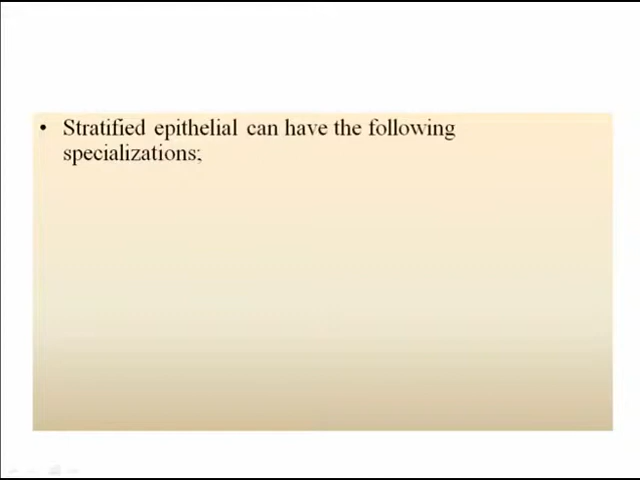 • Stratified epithelial can have the following
specializations;